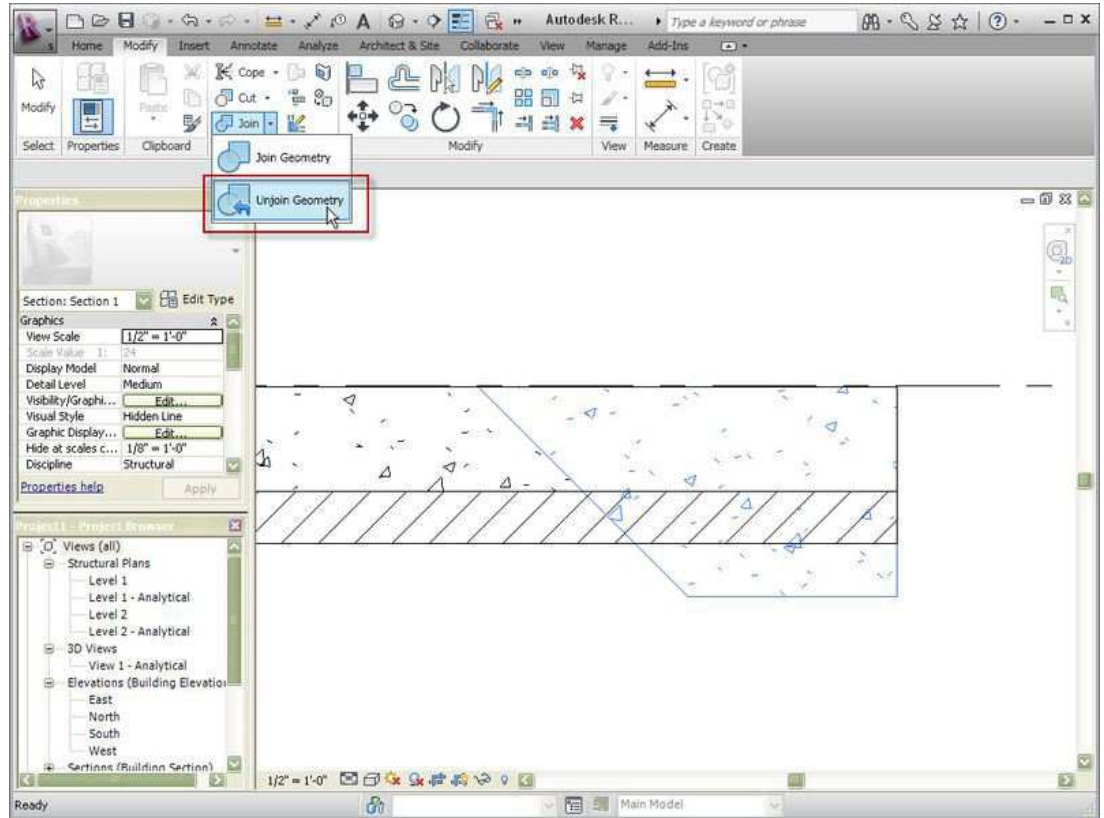 Autodesk R...
Type a keyword or phrase
Home Modify Insert Annotate Analyze Architect & Site Collaborate View Manage Add-Ins
Modify
Paste
Cope
Cut
Join
Select Properties Clipboard Modify View Measure Create
Join Geometry
Unjoin Geometry
Properties
2D
Section: Section 1 Edit Type
Graphics
View Scale 1/2" = 1'-0"
Scale Value 1: 24
Display Model Normal
Detail Level Medium
Visibility/Graphi... Edit...
Visual Style Hidden Line
Graphic Display... Edit...
Hide at scales c... 1/8" = 1'-0"
Discipline Structural
Properties help Apply
Project1 - Project Browser
Views (all)
Structural Plans
Level 1
Level 1 - Analytical
Level 2
Level 2 - Analytical
3D Views
View 1 - Analytical
Elevations (Building Elevation
East
North
South
West
Sections (Building Section)
1/2" = 1'-0"
Ready
Main Model